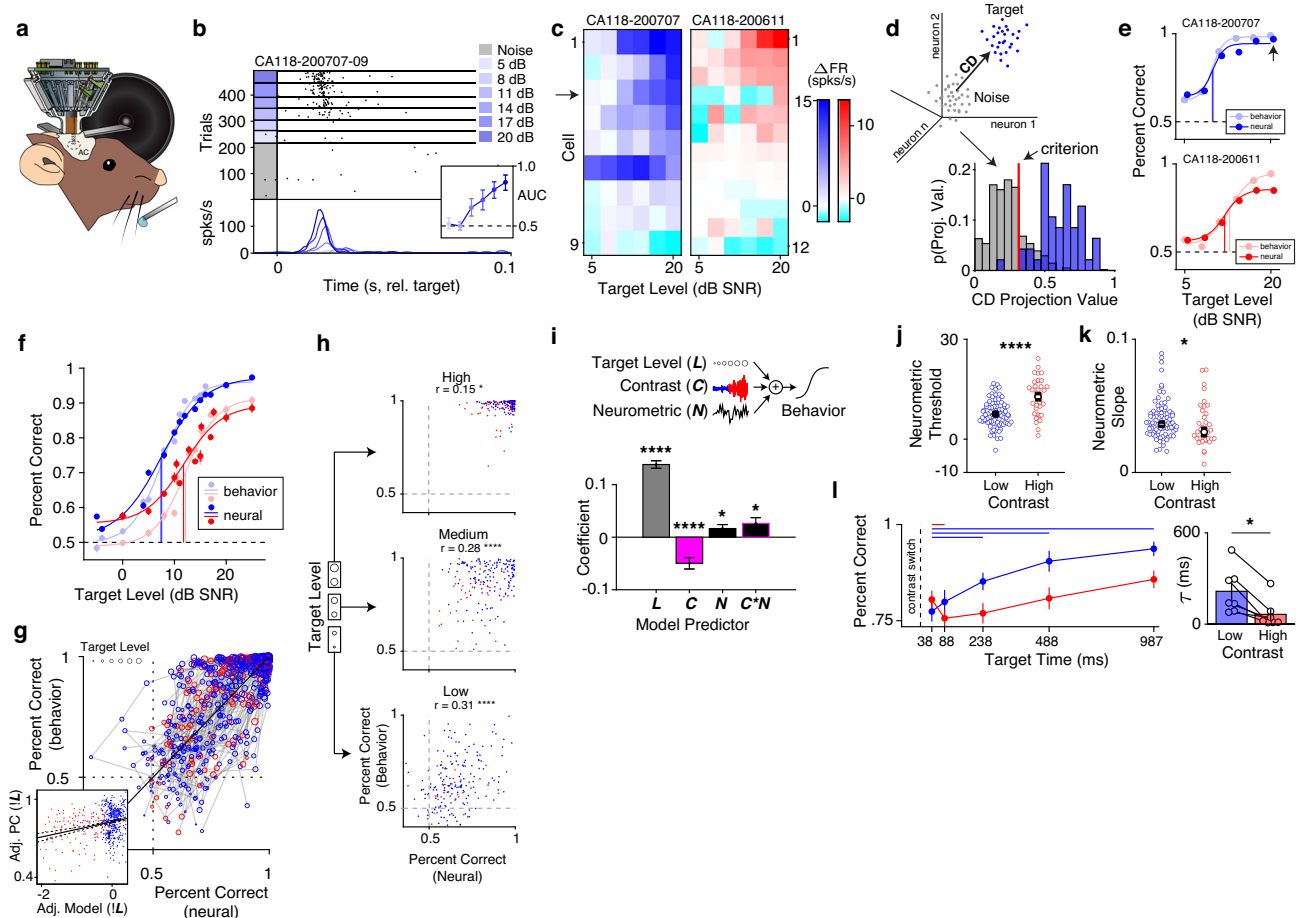 a
AC
b
CA118-200707-09
Noise
5 dB
8 dB
11 dB
14 dB
17 dB
20 dB
Trials
400
300
200
100
0
spks/s
100
0
1.0
AUC
0.5
0
0.1
Time (s, rel. target)
c
CA118-200707
CA118-200611
1
1
Cell
9
12
5
20
5
20
Target Level (dB SNR)
ΔFR
(spks/s)
15
10
0
0
d
neuron 2
Target
CD
Noise
neuron n
neuron 1
criterion
p(Proj. Val.)
0.2
0.1
0
0
0.5
1
CD Projection Value
e
CA118-200707
Percent Correct
1
0.5
behavior
neural
CA118-200611
1
0.5
behavior
neural
5
20
Target Level
(dB SNR)
f
Percent Correct
1
0.9
0.8
0.7
0.6
0.5
behavior
neural
0
10
20
Target Level (dB SNR)
g
Target Level
Percent Correct
(behavior)
1
0.5
0.5
1
Percent Correct
(neural)
Adj. PC (!L)
1
0.4
-2
0
Adj. Model (!L)
h
Target Level
High
r = 0.15 *
1
0.5
Medium
r = 0.28 ****
1
0.5
Low
r = 0.31 ****
1
0.5
Percent Correct
(Behavior)
0.5
1
Percent Correct
(Neural)
i
Target Level (L)
Contrast (C)
Neurometric (N)
+
Behavior
Coefficient
0.1
0
-0.1
****
****
*
*
L
C
N
C*N
Model Predictor
j
Neurometric
Threshold
30
10
-10
****
Low
High
Contrast
k
Neurometric
Slope
0.1
0
*
Low
High
Contrast
l
Percent Correct
1
.75
contrast switch
38
88
238
488
987
Target Time (ms)
τ (ms)
600
0
*
Low
High
Contrast